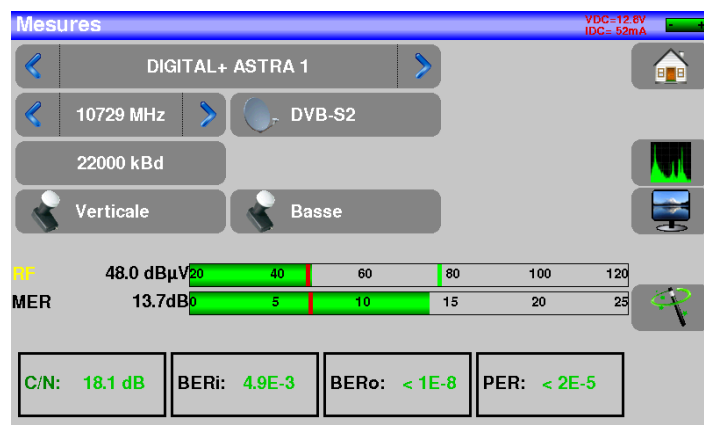 Mesures
VDC=12.8V
IDC= 52mA
- +
DIGITAL+ ASTRA 1
10729 MHz
DVB-S2
22000 kBd
Verticale
Basse
RF 48.0 dBµV 20 40 60 80 100 120
MER 13.7dB 0 5 10 15 20 25
C/N: 18.1 dB BERi: 4.9E-3 BERo: < 1E-8 PER: < 2E-5